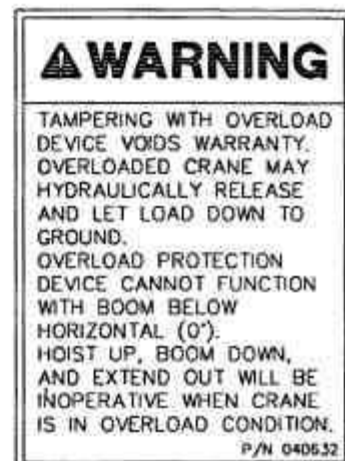 WARNING
TAMPERING WITH OVERLOAD
DEVICE VOIDS WARRANTY.
OVERLOADED CRANE MAY
HYDRAULICALLY RELEASE
AND LET LOAD DOWN TO
GROUND.
OVERLOAD PROTECTION
DEVICE CANNOT FUNCTION
WITH BOOM BELOW
HORIZONTAL (0°).
HOIST UP, BOOM DOWN,
AND EXTEND OUT WILL BE
INOPERATIVE WHEN CRANE
IS IN OVERLOAD CONDITION.
P/N 040632